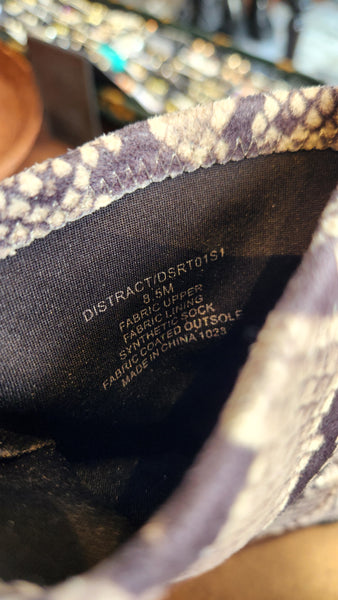 DISTRACT/DSRT01S1
8.5M
FABRIC UPPER
FABRIC LINING
SYNTHETIC SOCK
FABRIC COATED OUTSOLE
MADE IN CHINA 1023